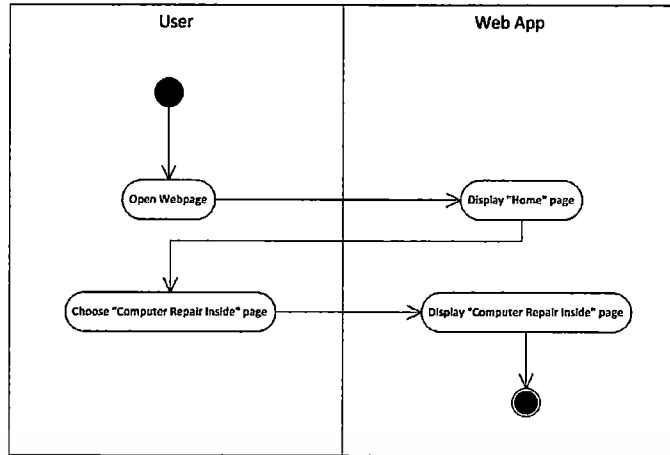 User
Web App
Open Webpage
Display "Home" page
Choose "Computer Repair Inside" page
Display "Computer Repair Inside" page